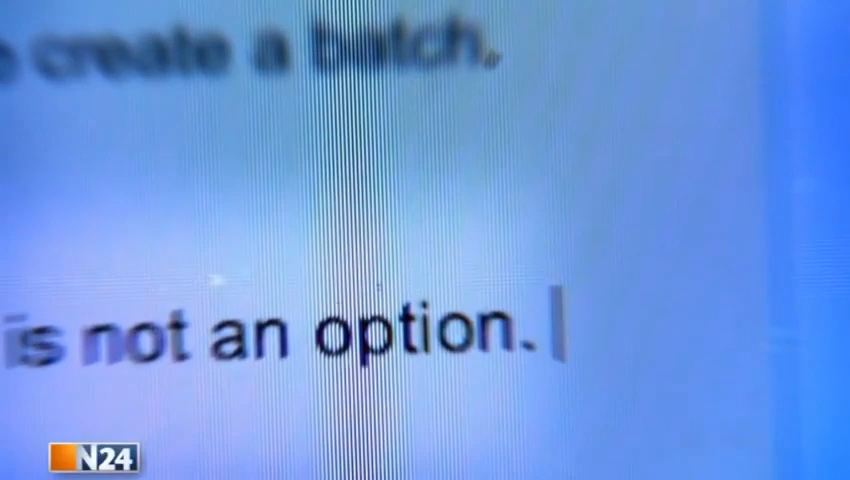 create a batch.
is not an option.
N24